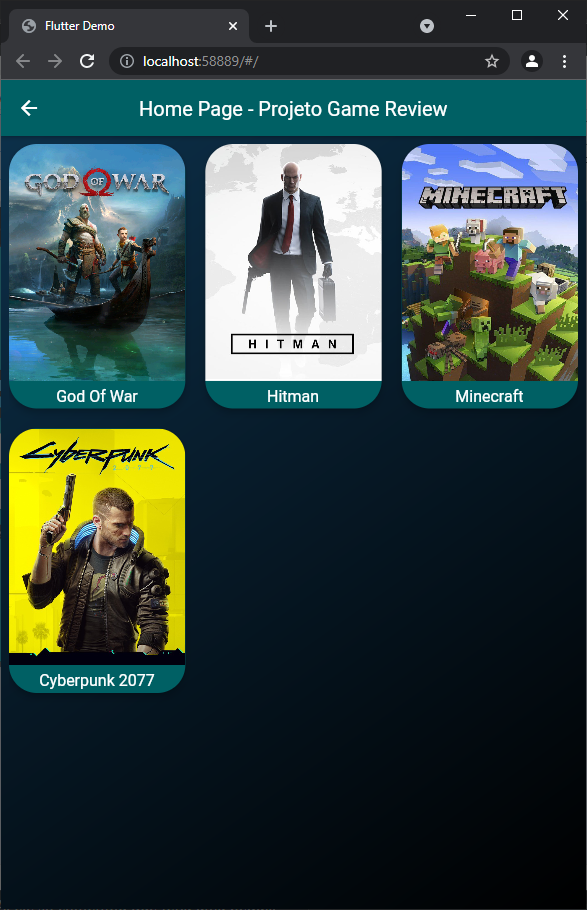 Flutter Demo
localhost:58889/#/
Home Page - Projeto Game Review
GOD OF WAR
HITMAN
MINECRAFT
God Of War
Hitman
Minecraft
CYBERPUNK
2077
Cyberpunk 2077